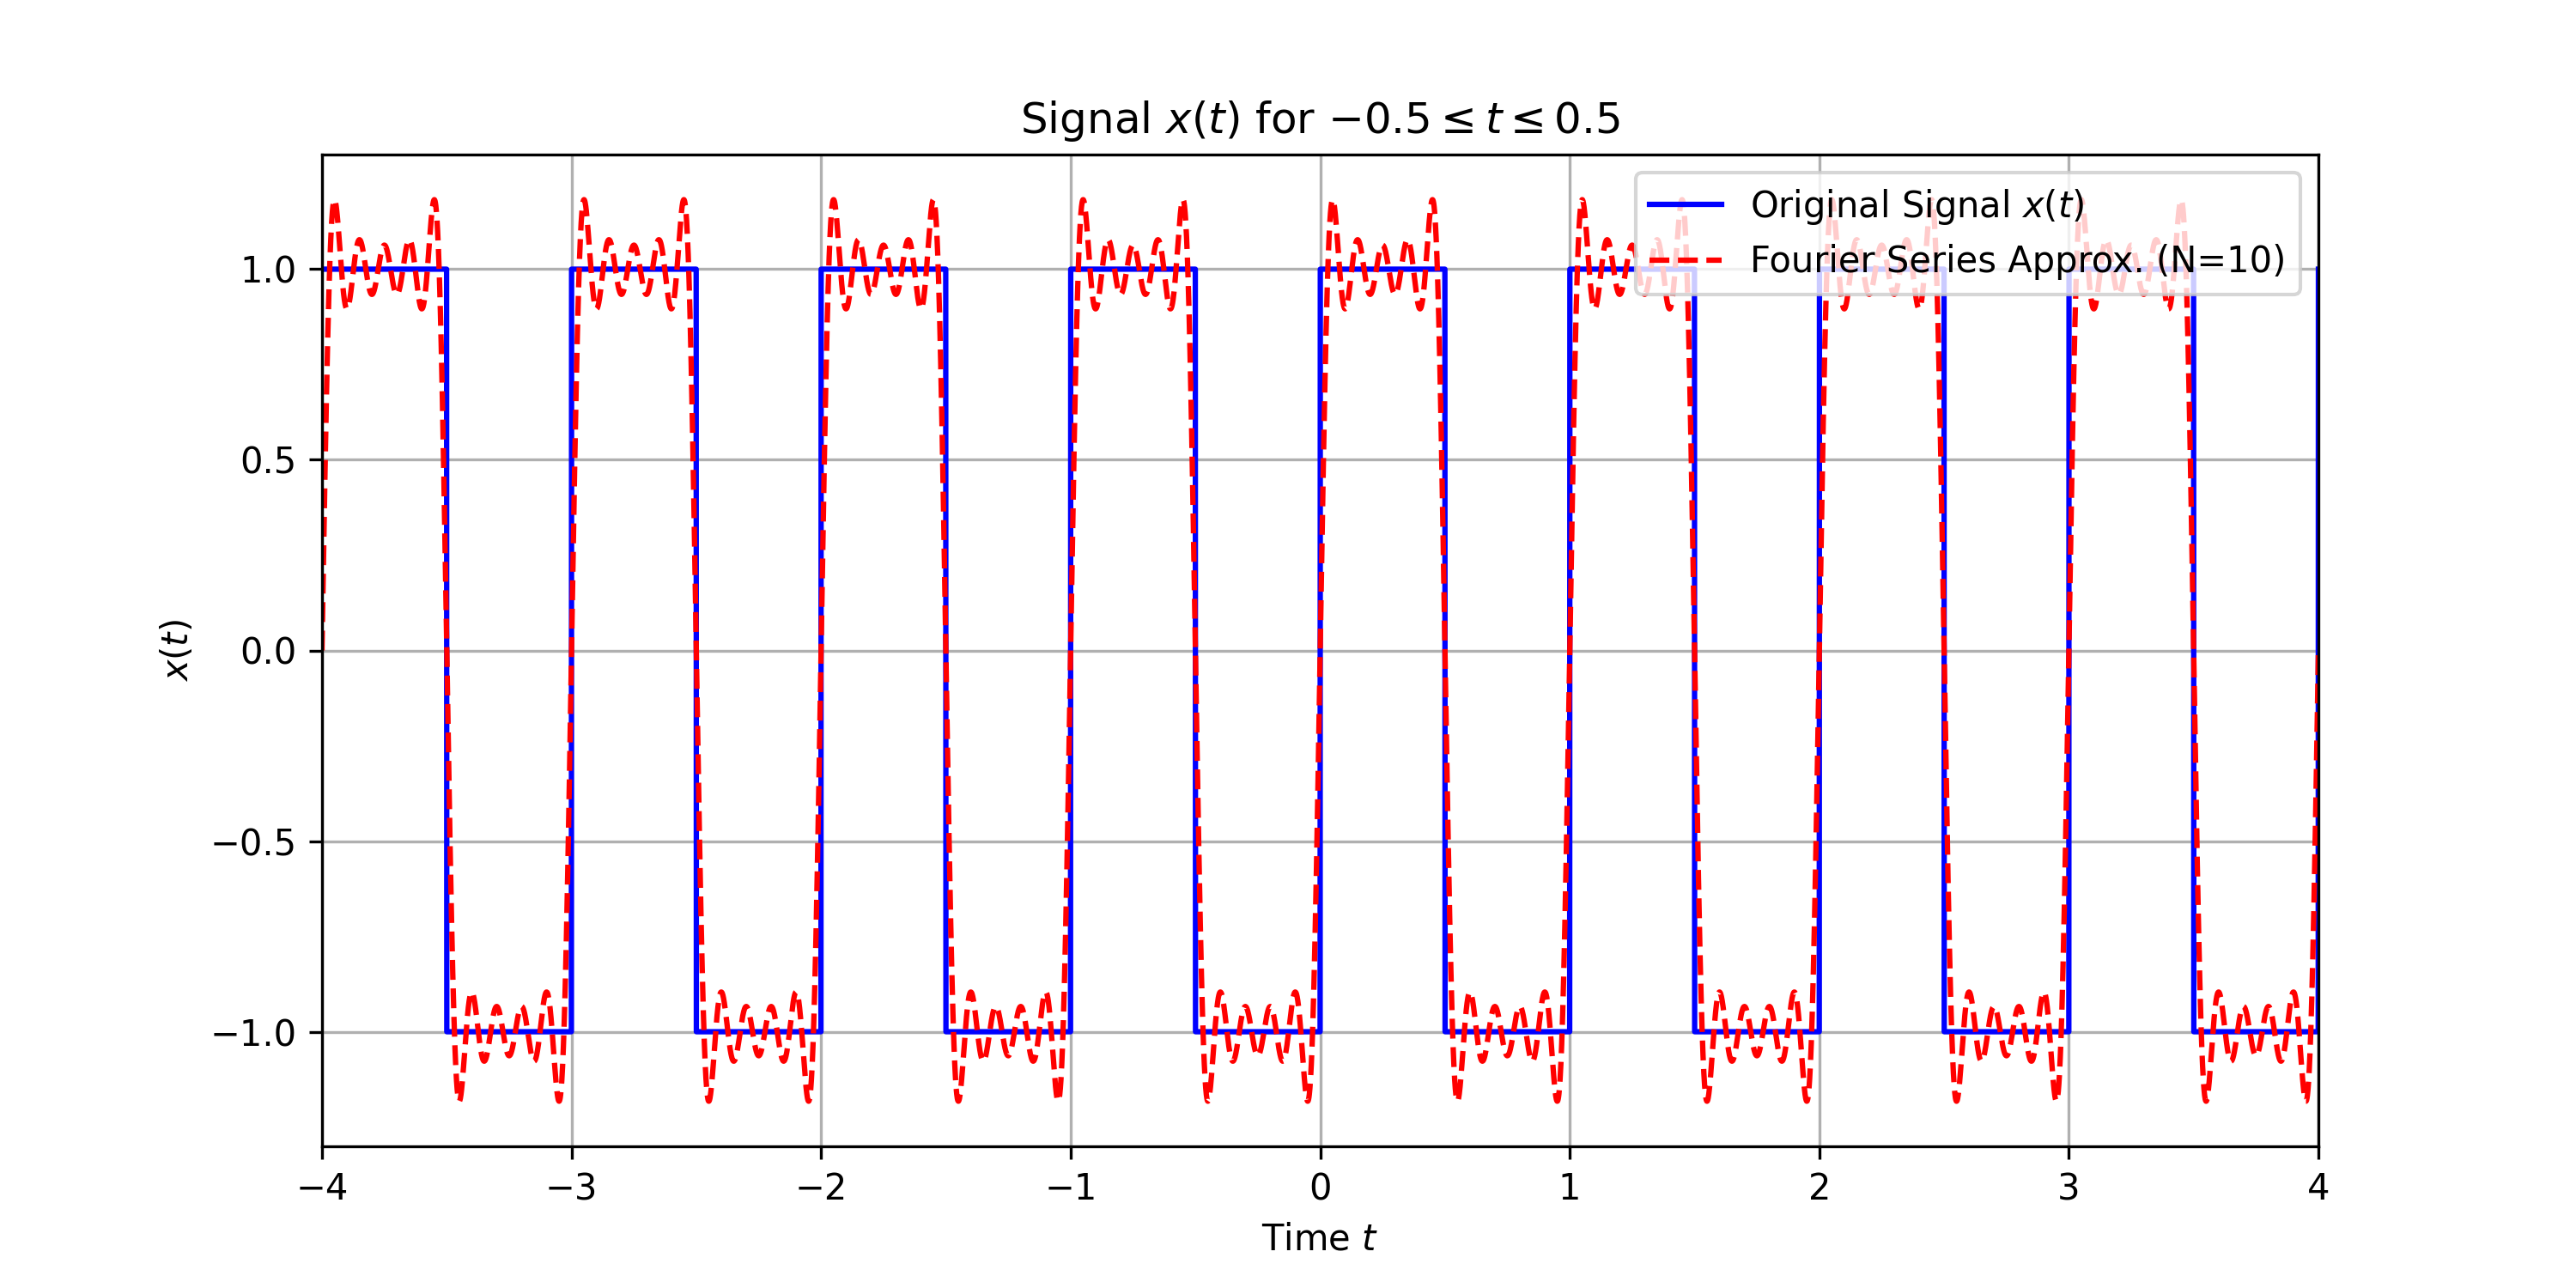 Signal x(t) for −0.5 ≤ t ≤ 0.5
Original Signal x(t)
Fourier Series Approx. (N=10)
1.0
0.5
0.0
−0.5
−1.0
x(t)
−4 −3 −2 −1 0 1 2 3 4
Time t